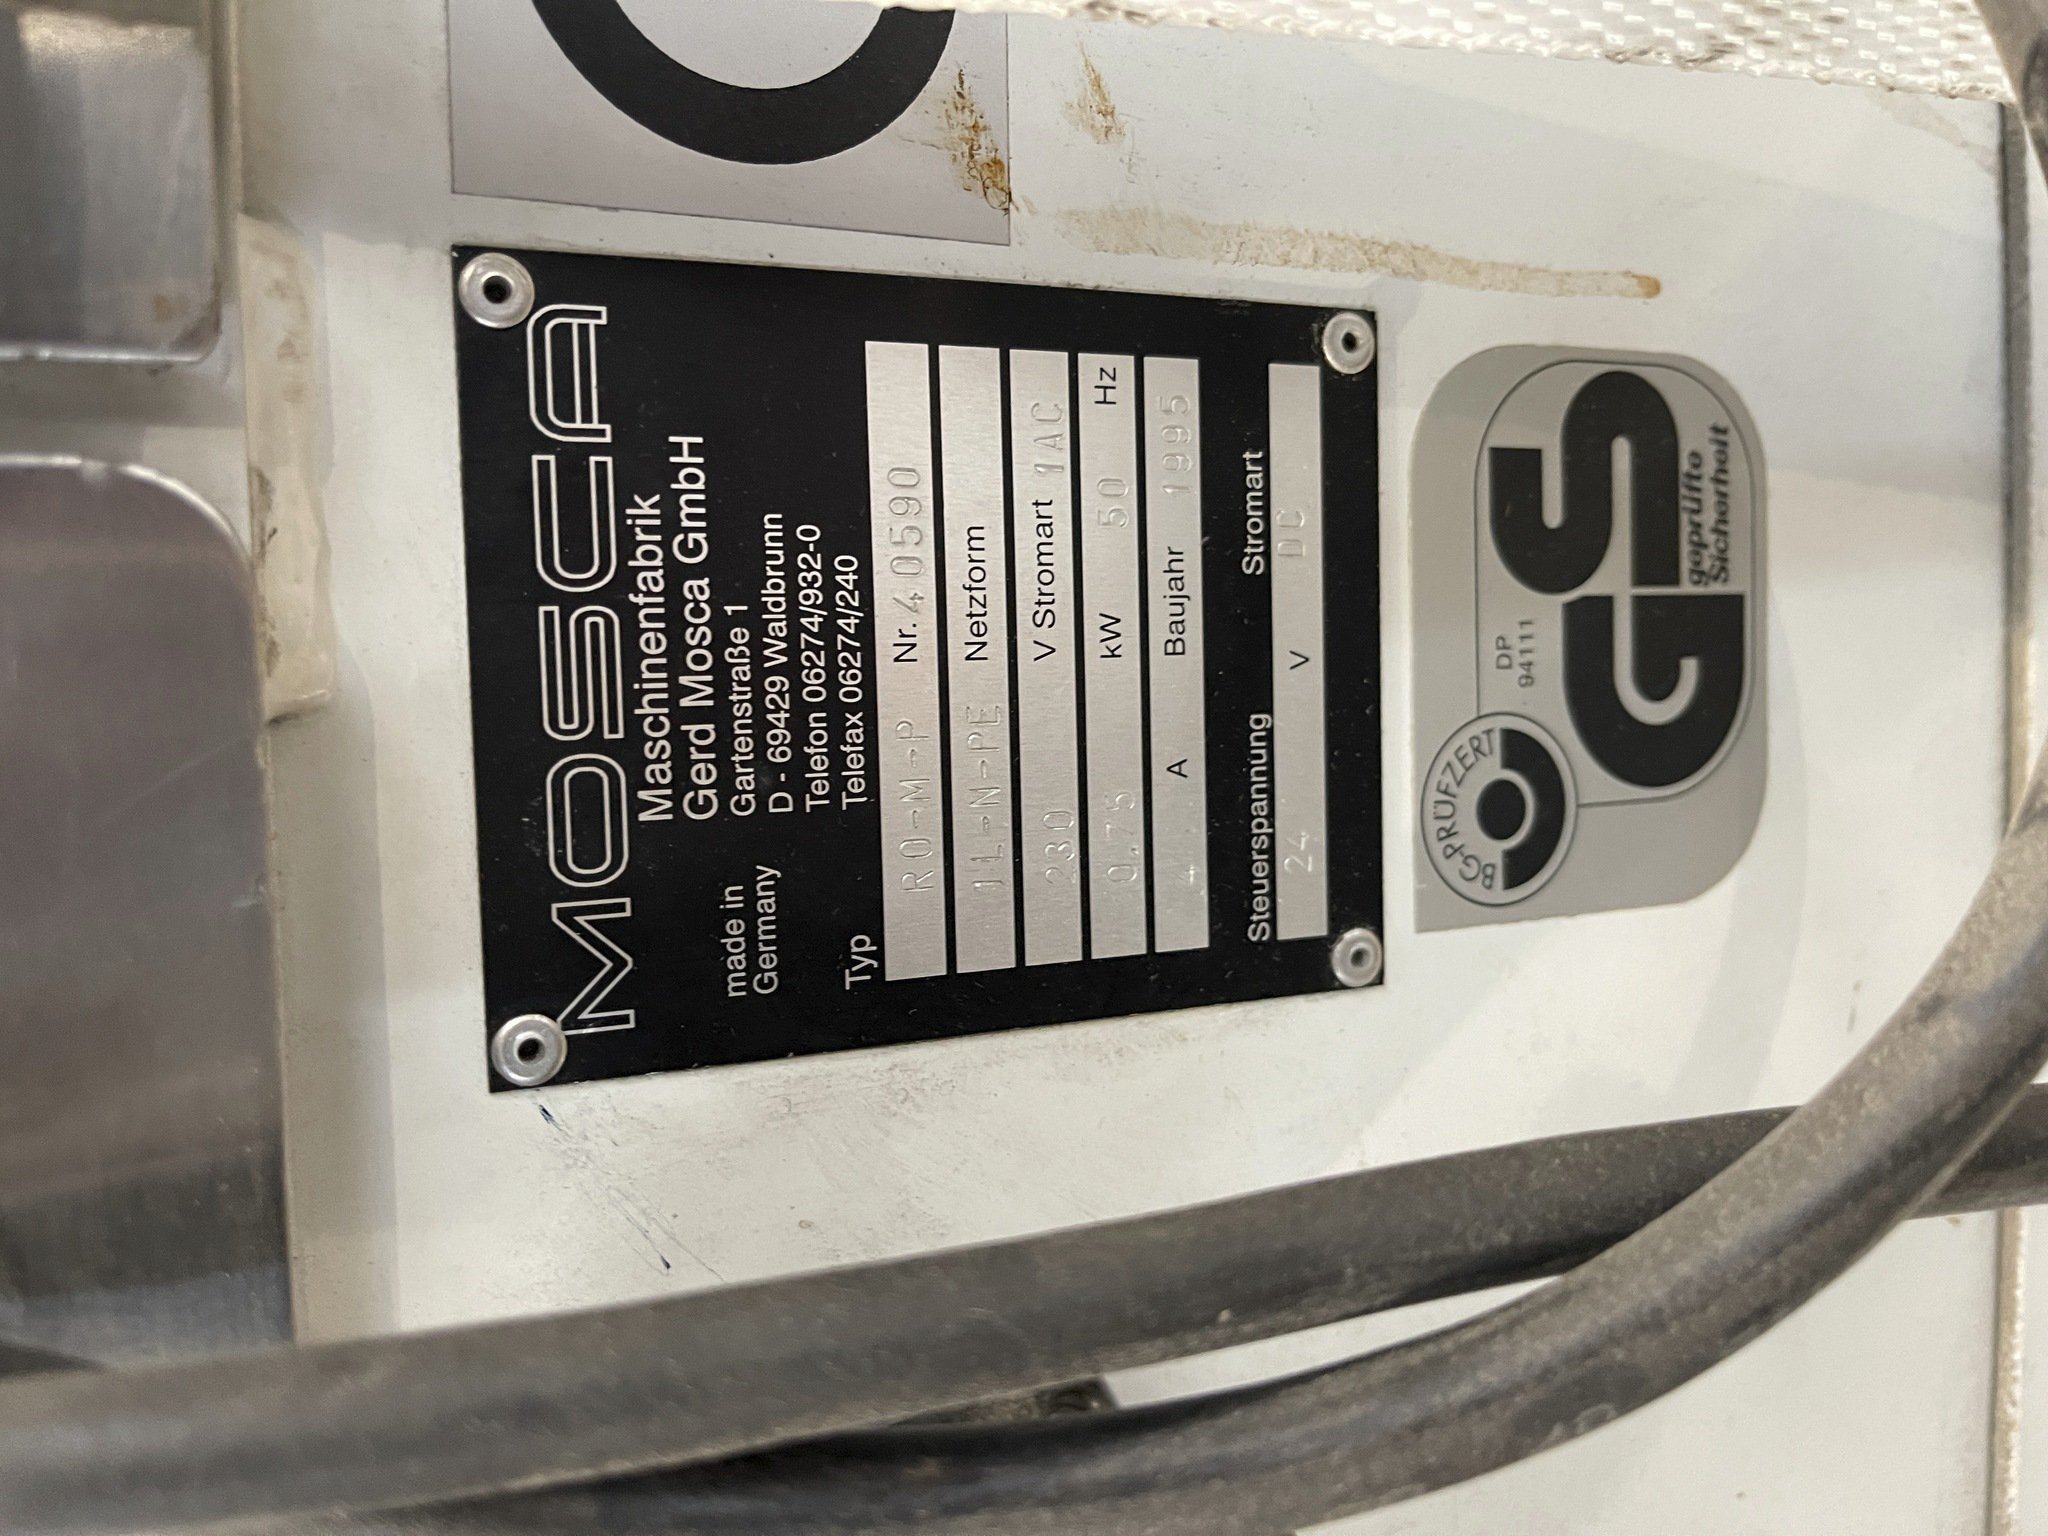 MOSCA
Maschinenfabrik
Gerd Mosca GmbH
made in
Germany
Gartenstraße 1
D - 69429 Waldbrunn
Telefon 06274/932-0
Telefax 06274/240
Typ
RO-M-P Nr. 40590
1L-N-PE Netzform
230 V Stromart 1AC
0.75 kW 50 Hz
4 A Baujahr 1995
Steuerspannung Stromart
24 V DC
BG-PRÜFZERT
DP
94111
GS
geprüfte
Sicherheit